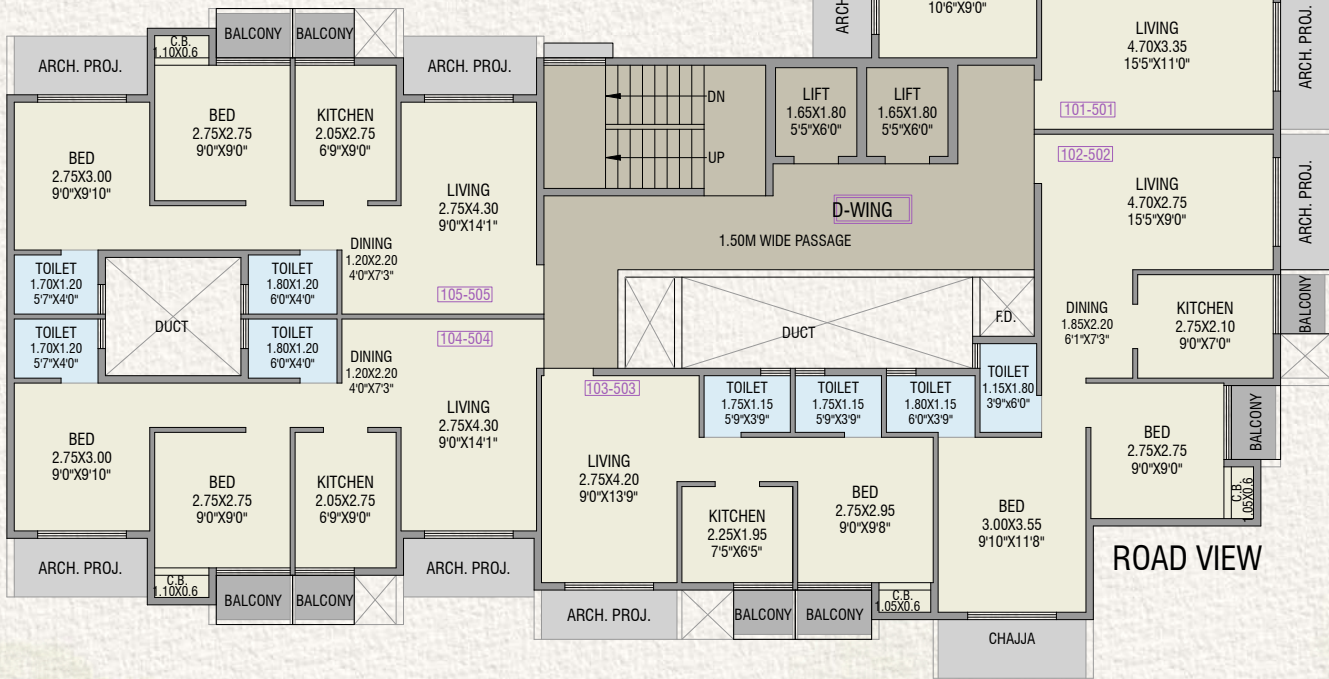 ARCH. PROJ.
C.B.
1.10X0.6
BALCONY
BALCONY
ARCH. PROJ.
BED
2.75X3.00
9'0"X9'10"
BED
2.75X2.75
9'0"X9'0"
KITCHEN
2.05X2.75
6'9"X9'0"
LIVING
2.75X4.30
9'0"X14'1"
DINING
1.20X2.20
4'0"X7'3"
TOILET
1.70X1.20
5'7"X4'0"
TOILET
1.80X1.20
6'0"X4'0"
105-505
DUCT
TOILET
1.70X1.20
5'7"X4'0"
TOILET
1.80X1.20
6'0"X4'0"
DINING
1.20X2.20
4'0"X7'3"
104-504
LIVING
2.75X4.30
9'0"X14'1"
BED
2.75X3.00
9'0"X9'10"
BED
2.75X2.75
9'0"X9'0"
KITCHEN
2.05X2.75
6'9"X9'0"
ARCH. PROJ.
C.B.
1.10X0.6
BALCONY
BALCONY
ARCH. PROJ.
DN
UP
LIFT
1.65X1.80
5'5"X6'0"
LIFT
1.65X1.80
5'5"X6'0"
D-WING
1.50M WIDE PASSAGE
DUCT
F.D.
ARCH
10'6"X9'0"
LIVING
4.70X3.35
15'5"X11'0"
ARCH. PROJ.
101-501
102-502
LIVING
4.70X2.75
15'5"X9'0"
ARCH. PROJ.
DINING
1.85X2.20
6'1"X7'3"
KITCHEN
2.75X2.10
9'0"X7'0"
BALCONY
TOILET
1.15X1.80
3'9"x6'0"
103-503
TOILET
1.75X1.15
5'9"X3'9"
TOILET
1.75X1.15
5'9"X3'9"
TOILET
1.80X1.15
6'0"X3'9"
LIVING
2.75X4.20
9'0"X13'9"
KITCHEN
2.25X1.95
7'5"X6'5"
BED
2.75X2.95
9'0"X9'8"
BED
3.00X3.55
9'10"X11'8"
BED
2.75X2.75
9'0"X9'0"
BALCONY
C.B.
1.05X0.6
ROAD VIEW
ARCH. PROJ.
BALCONY
BALCONY
C.B.
1.05X0.6
CHAJJA